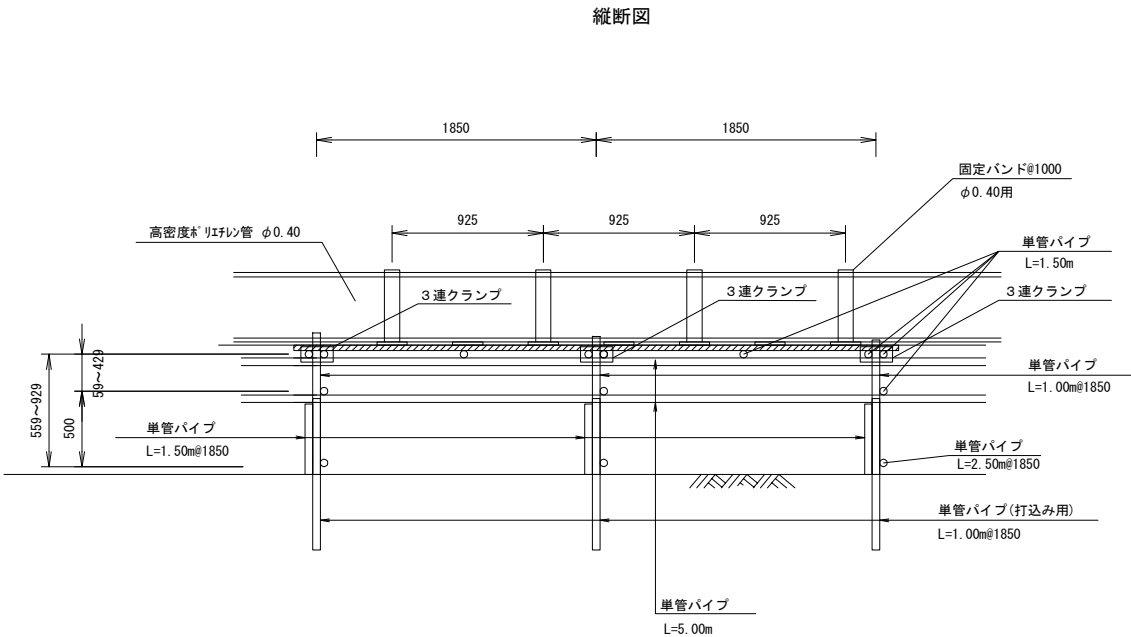 縦断図
1850
1850
固定バンド@1000
φ0.40用
925
925
925
高密度ﾎﾟﾘｴﾁﾚﾝ管 φ0.40
単管パイプ
L=1.50m
3連クランプ
3連クランプ
3連クランプ
59~429
559~929
500
単管パイプ
L=1.00m@1850
単管パイプ
L=1.50m@1850
単管パイプ
L=2.50m@1850
単管パイプ(打込み用)
L=1.00m@1850
単管パイプ
L=5.00m